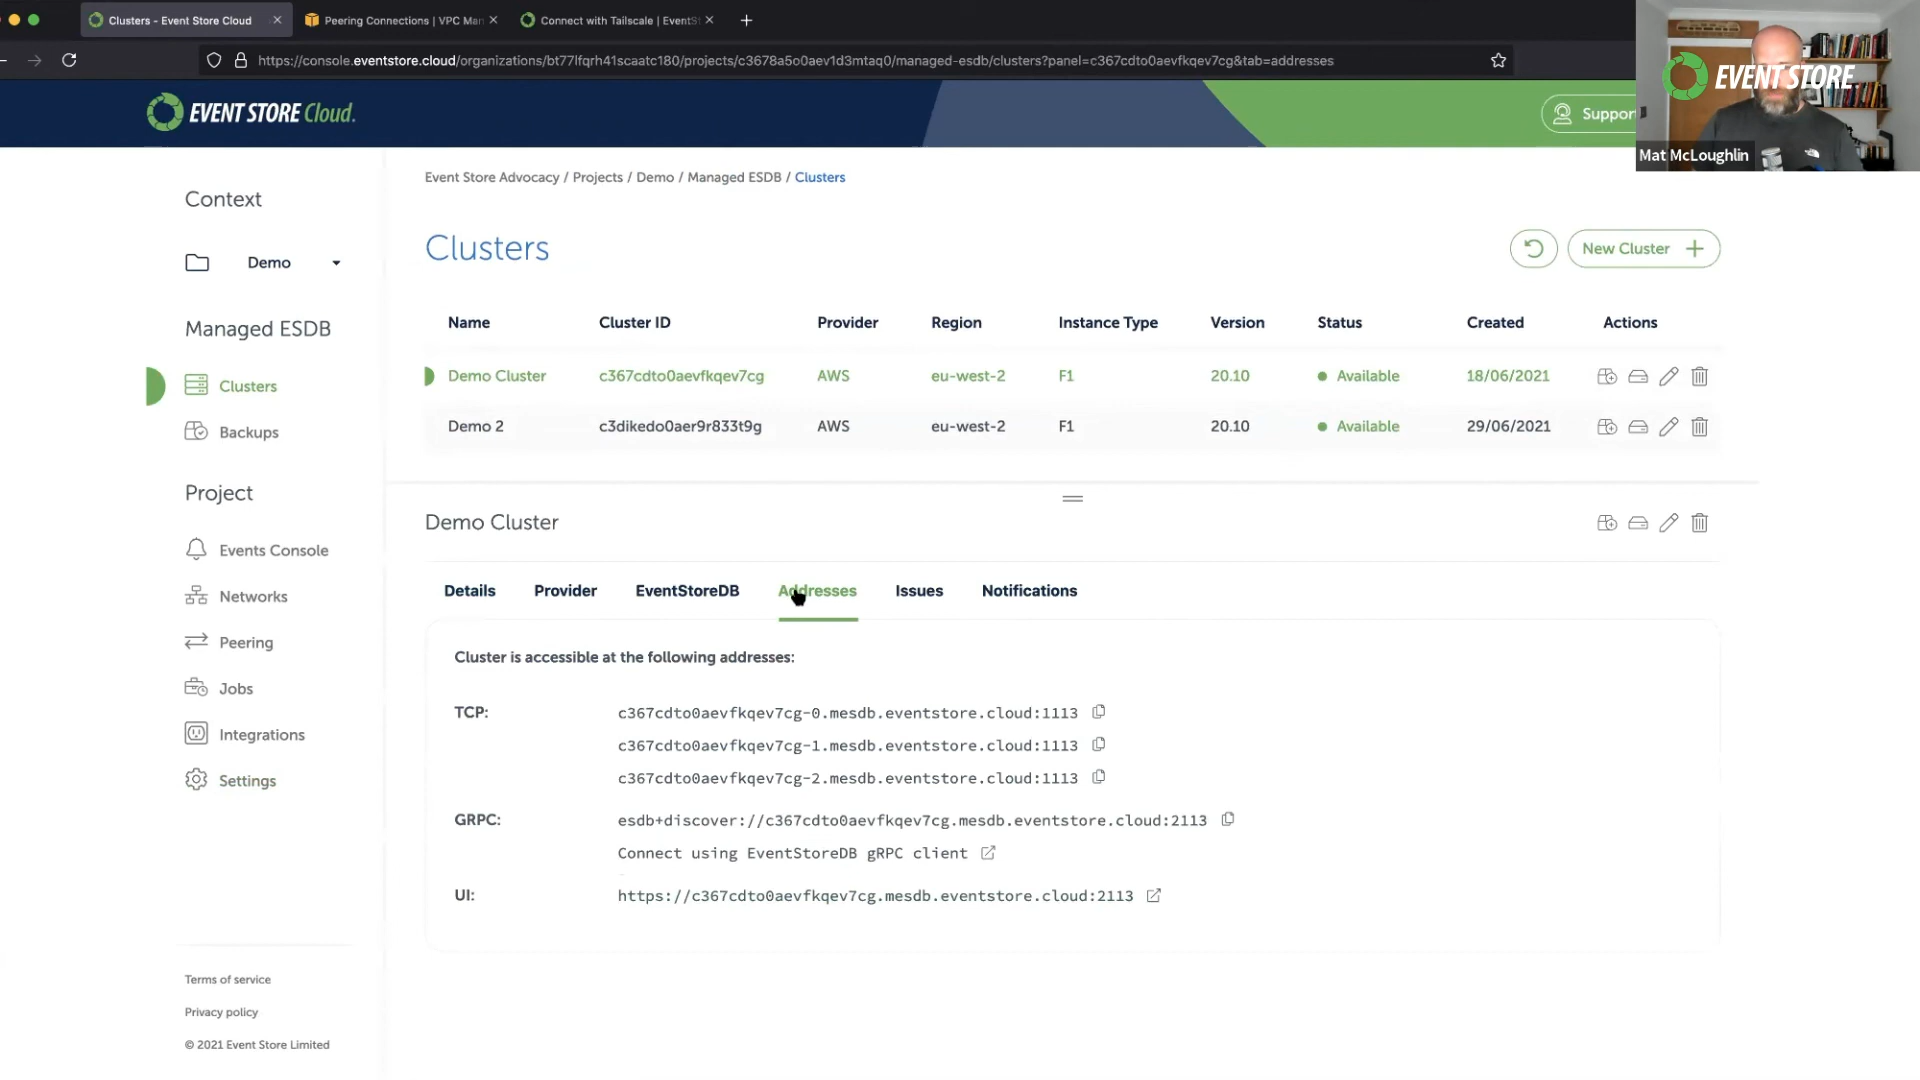 Clusters - Event Store Cloud
Peering Connections | VPC Man
Connect with Tailscale | EventSt
https://console.eventstore.cloud/organizations/bt77lfqrh41scaatc180/projects/c3678a5o0aev1d3mtaq0/managed-esdb/clusters?panel=c367cdto0aevfkqev7cg&tab=addresses
EVENT STORE
Mat McLoughlin
EVENT STORE Cloud.
Support
Context
Demo
Managed ESDB
Clusters
Backups
Project
Events Console
Networks
Peering
Jobs
Integrations
Settings
Terms of service
Privacy policy
© 2021 Event Store Limited
Event Store Advocacy / Projects / Demo / Managed ESDB / Clusters
Clusters
New Cluster
Name Cluster ID Provider Region Instance Type Version Status Created Actions
Demo Cluster c367cdto0aevfkqev7cg AWS eu-west-2 F1 20.10 Available 18/06/2021
Demo 2 c3dikedo0aer9r833t9g AWS eu-west-2 F1 20.10 Available 29/06/2021
Demo Cluster
Details Provider EventStoreDB Addresses Issues Notifications
Cluster is accessible at the following addresses:
TCP: c367cdto0aevfkqev7cg-0.mesdb.eventstore.cloud:1113
c367cdto0aevfkqev7cg-1.mesdb.eventstore.cloud:1113
c367cdto0aevfkqev7cg-2.mesdb.eventstore.cloud:1113
GRPC: esdb+discover://c367cdto0aevfkqev7cg.mesdb.eventstore.cloud:2113
Connect using EventStoreDB gRPC client
UI: https://c367cdto0aevfkqev7cg.mesdb.eventstore.cloud:2113